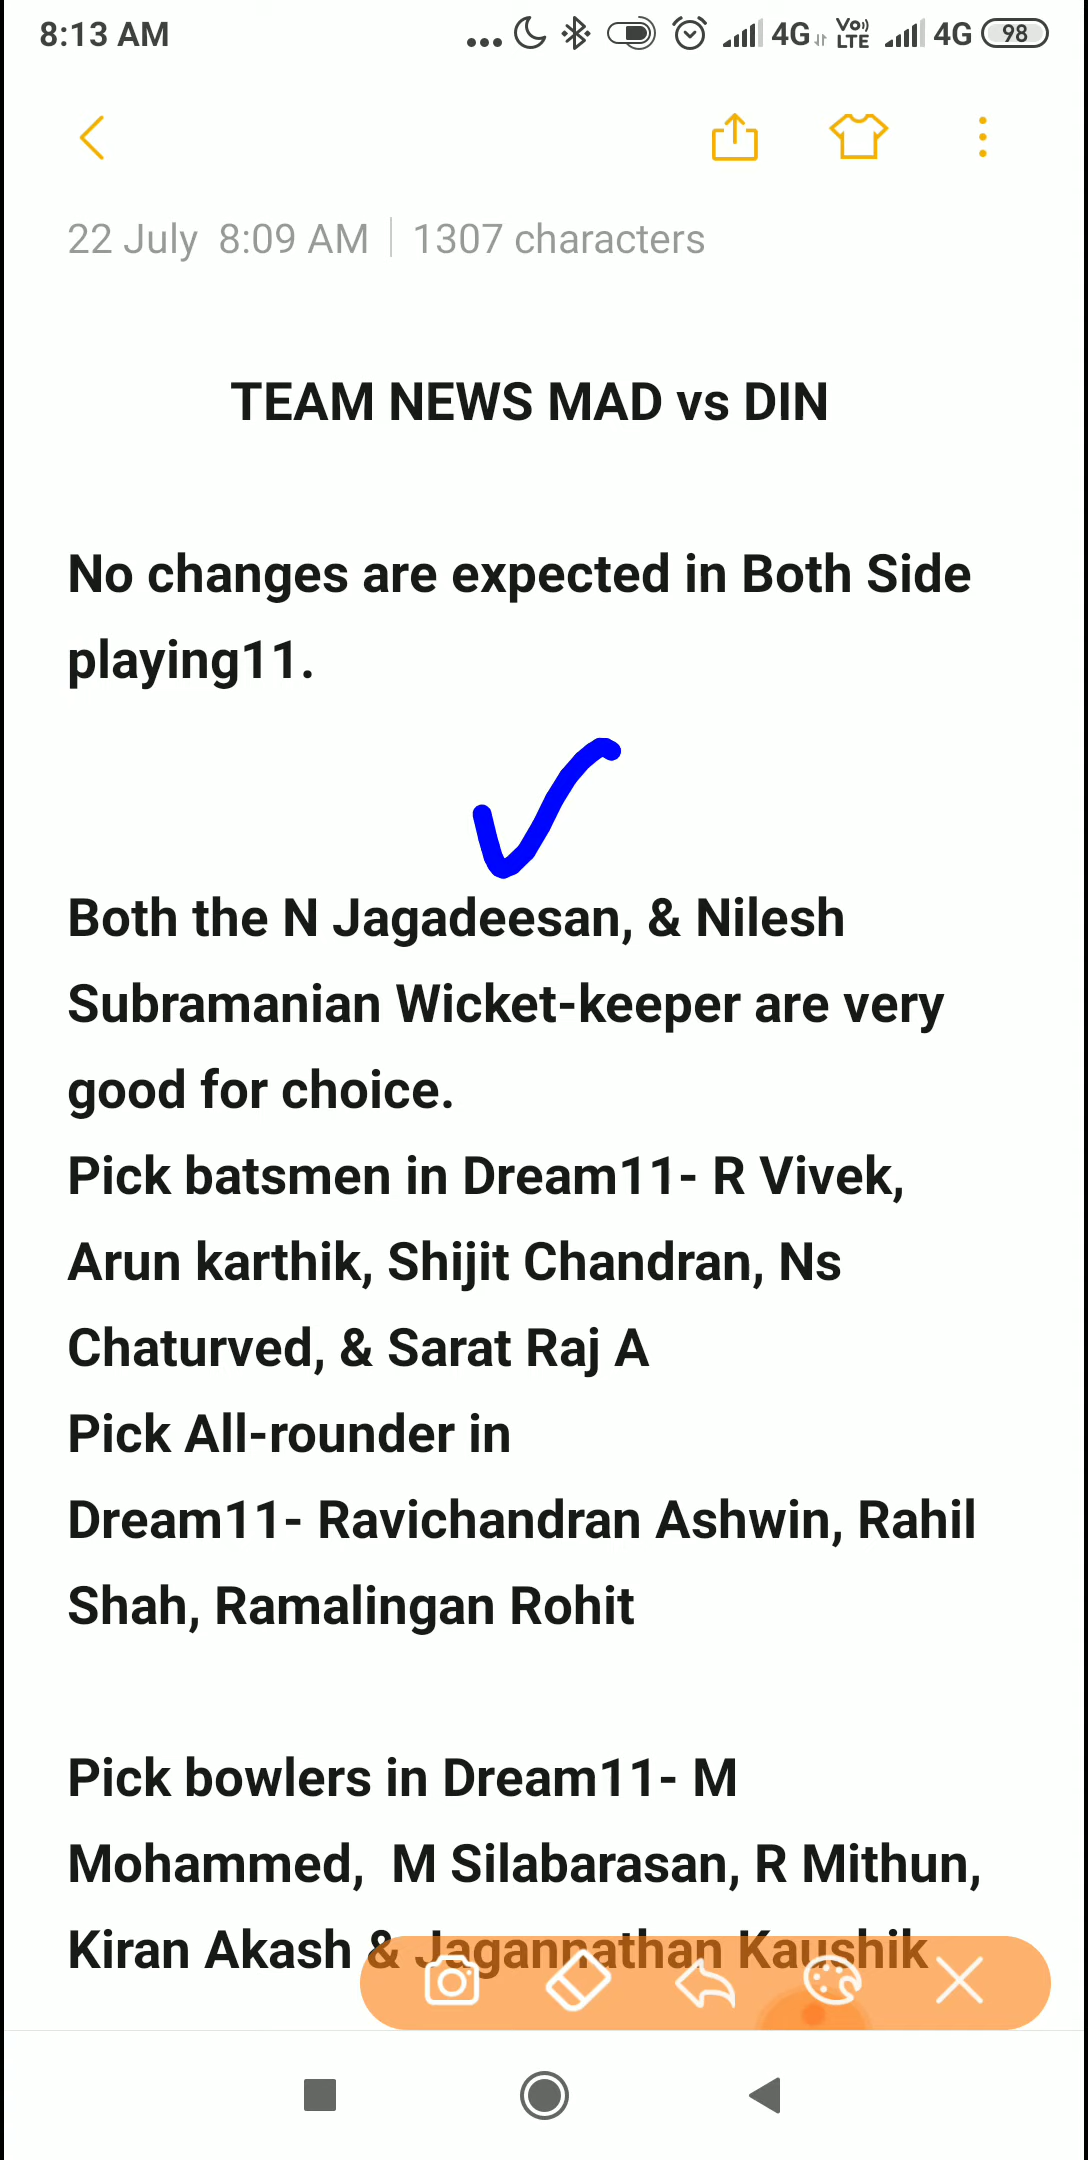 8:13 AM ... 4G VoLTE 4G 98
22 July 8:09 AM | 1307 characters
TEAM NEWS MAD vs DIN
No changes are expected in Both Side
playing11.
Both the N Jagadeesan, & Nilesh
Subramanian Wicket-keeper are very
good for choice.
Pick batsmen in Dream11- R Vivek,
Arun karthik, Shijit Chandran, Ns
Chaturved, & Sarat Raj A
Pick All-rounder in
Dream11- Ravichandran Ashwin, Rahil
Shah, Ramalingan Rohit
Pick bowlers in Dream11- M
Mohammed,  M Silabarasan, R Mithun,
Kiran Akash & Jagannathan Kaushik